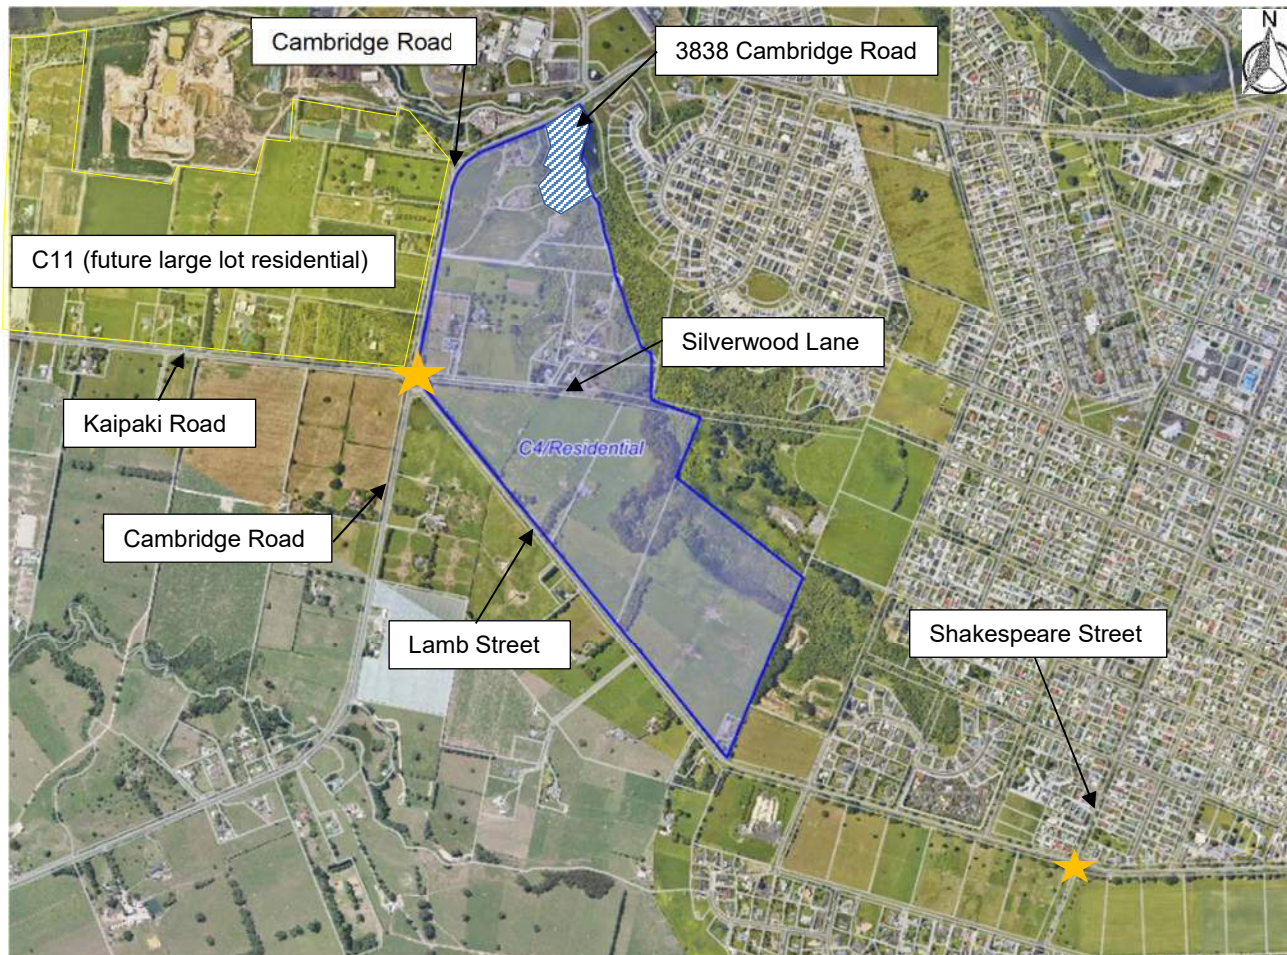 N
Cambridge Road
3838 Cambridge Road
C11 (future large lot residential)
Silverwood Lane
Kaipaki Road
C4/Residential
Cambridge Road
Lamb Street
Shakespeare Street